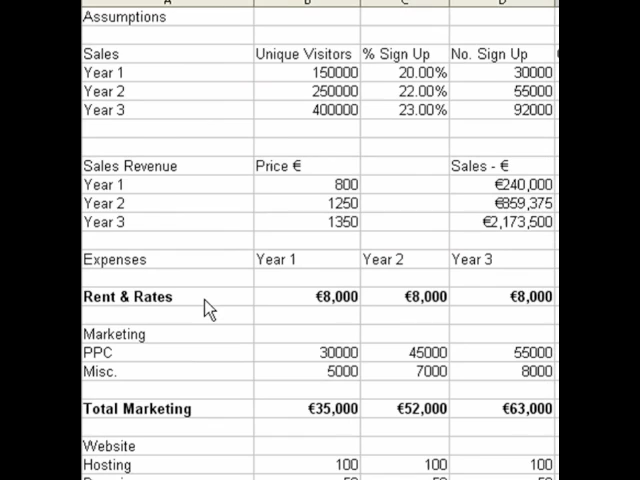 Assumptions
Sales Unique Visitors % Sign Up No. Sign Up
Year 1 150000 20.00% 30000
Year 2 250000 22.00% 55000
Year 3 400000 23.00% 92000
Sales Revenue Price € Sales - €
Year 1 800 €240,000
Year 2 1250 €859,375
Year 3 1350 €2,173,500
Expenses Year 1 Year 2 Year 3
Rent & Rates €8,000 €8,000 €8,000
Marketing
PPC 30000 45000 55000
Misc. 5000 7000 8000
Total Marketing €35,000 €52,000 €63,000
Website
Hosting 100 100 100